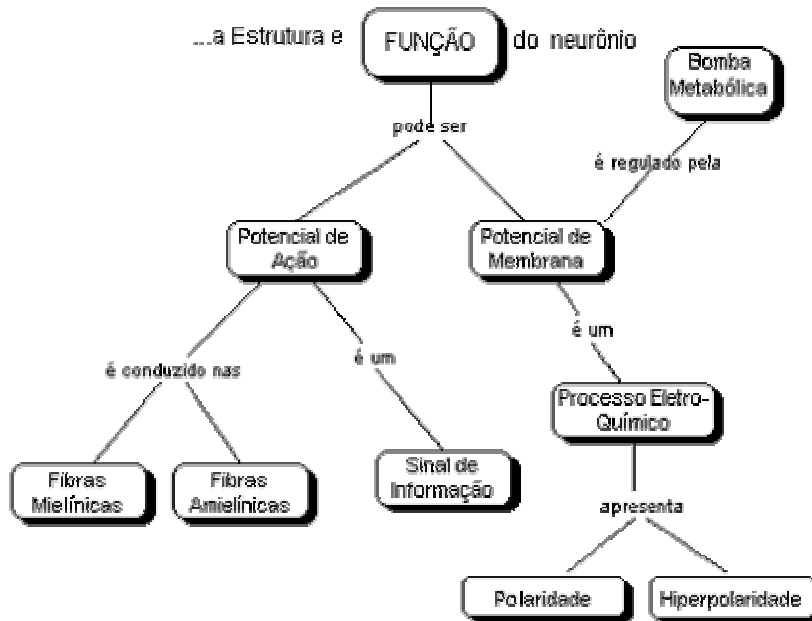 ...a Estrutura e FUNÇÃO do neurônio
Bomba
Metabólica
pode ser
é regulado pela
Potencial de
Ação
Potencial de
Membrana
é um
é conduzido nas
é um
Processo Eletro-
Químico
Fibras
Mielínicas
Fibras
Amielínicas
Sinal de
Informação
apresenta
Polaridade
Hiperpolaridade